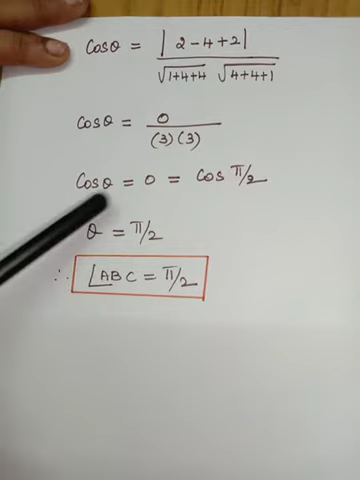 Cosθ = |2-4+2| / √1+4+4 √4+4+1
Cosθ = 0 / (3)(3)
Cosθ = 0 = Cos π/2
θ = π/2
∴ ∠ABC = π/2